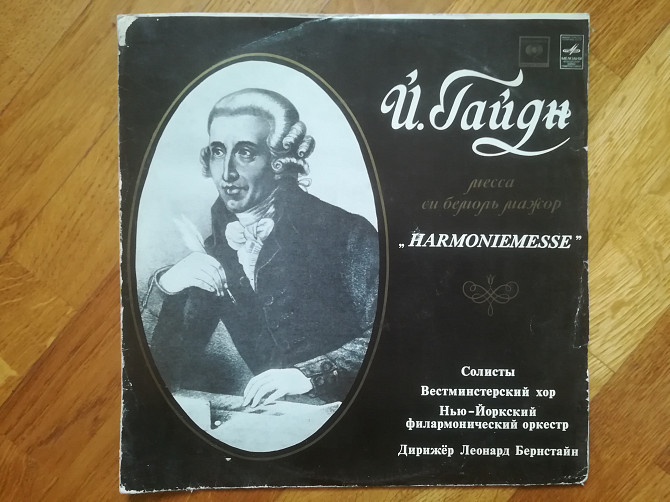 Й. Гайдн
месса
си бемоль мажор
„HARMONIEMESSE”
Солисты
Вестминстерский хор
Нью-Йоркский
филармонический оркестр
Дирижёр Леонард Бернстайн